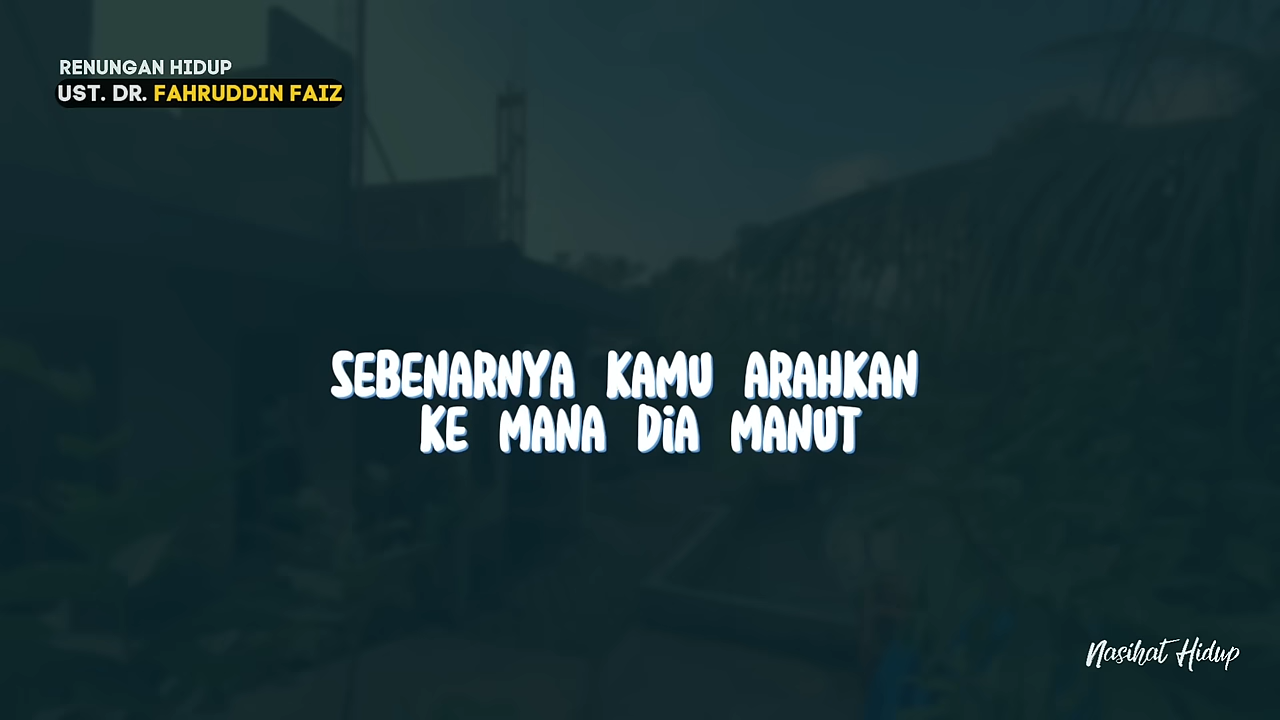 RENUNGAN HIDUP
UST. DR. FAHRUDDIN FAIZ
SEBENARNYA KAMU ARAHKAN
KE MANA DiA MANUT
Nasihat Hidup